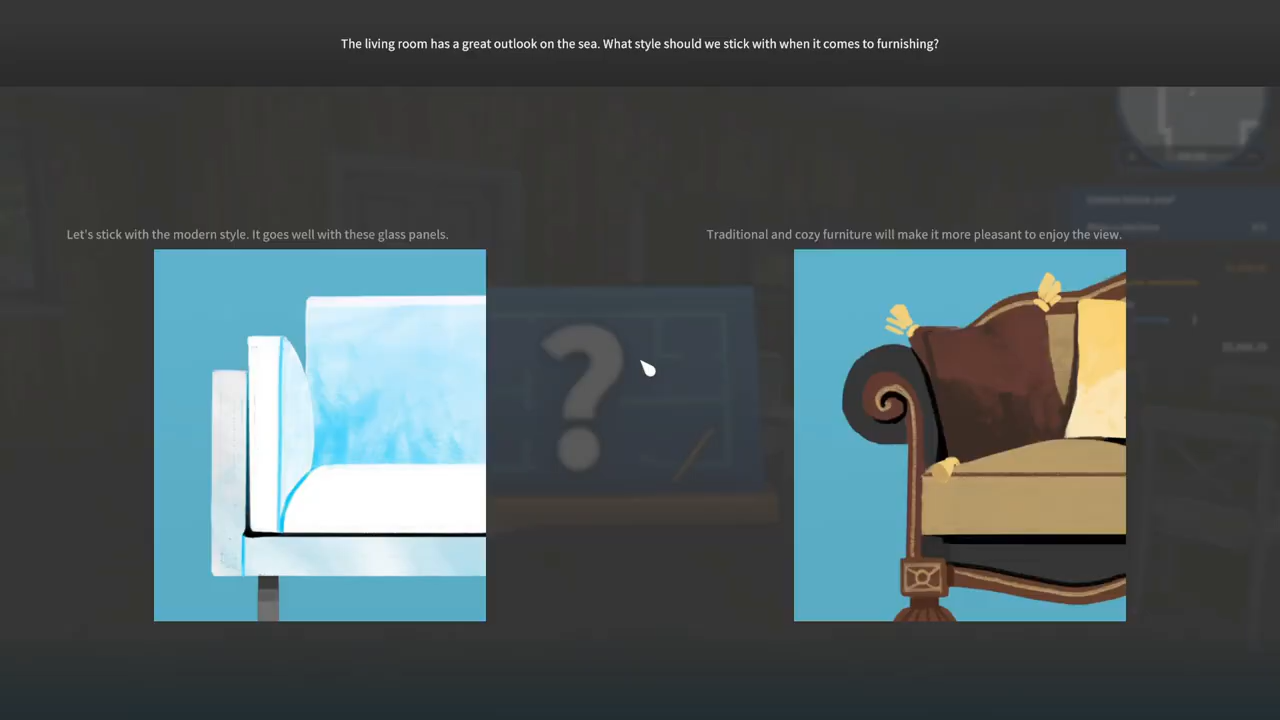 The living room has a great outlook on the sea. What style should we stick with when it comes to furnishing?
Let's stick with the modern style. It goes well with these glass panels.
Traditional and cozy furniture will make it more pleasant to enjoy the view.
?